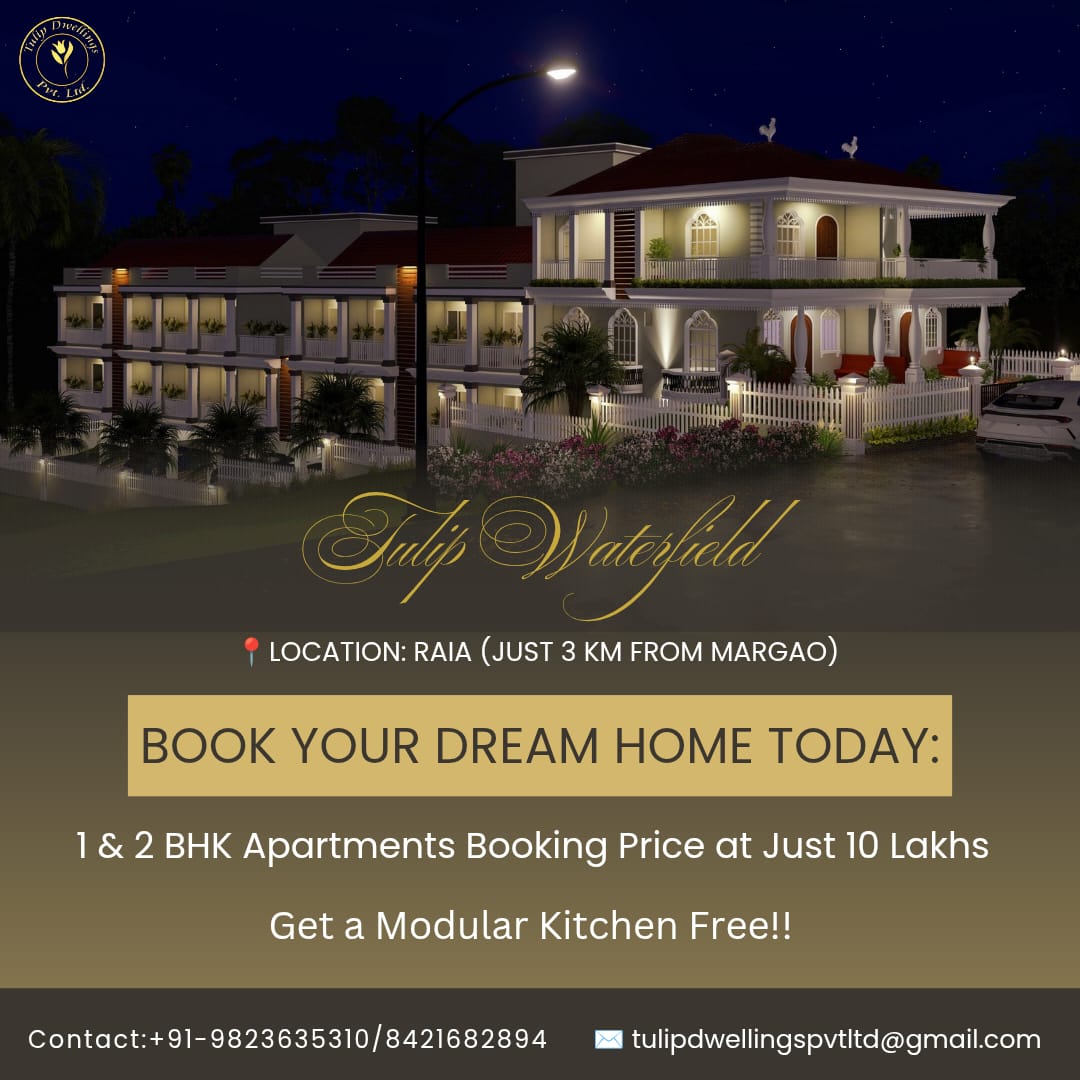 Tulip Dwellings
Pvt. Ltd.
Tulip Waterfield
📍LOCATION: RAIA (JUST 3 KM FROM MARGAO)
BOOK YOUR DREAM HOME TODAY:
1 & 2 BHK Apartments Booking Price at Just 10 Lakhs
Get a Modular Kitchen Free!!
Contact:+91-9823635310/8421682894
✉️ tulipdwellingspvtltd@gmail.com